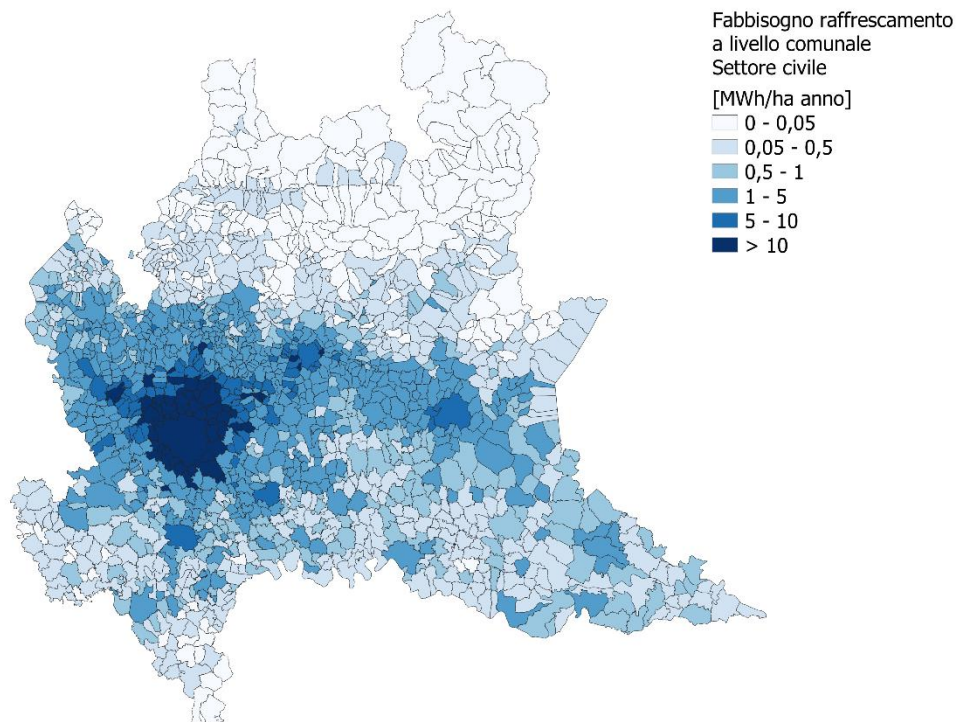 Fabbisogno raffrescamento
a livello comunale
Settore civile
[MWh/ha anno]
0 - 0,05
0,05 - 0,5
0,5 - 1
1 - 5
5 - 10
> 10